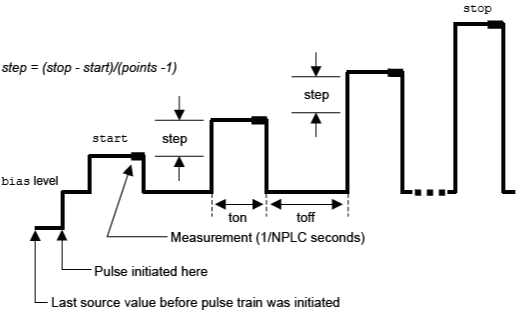 stop
step = (stop - start)/(points -1)
step
start
step
bias level
ton
toff
Measurement (1/NPLC seconds)
Pulse initiated here
Last source value before pulse train was initiated